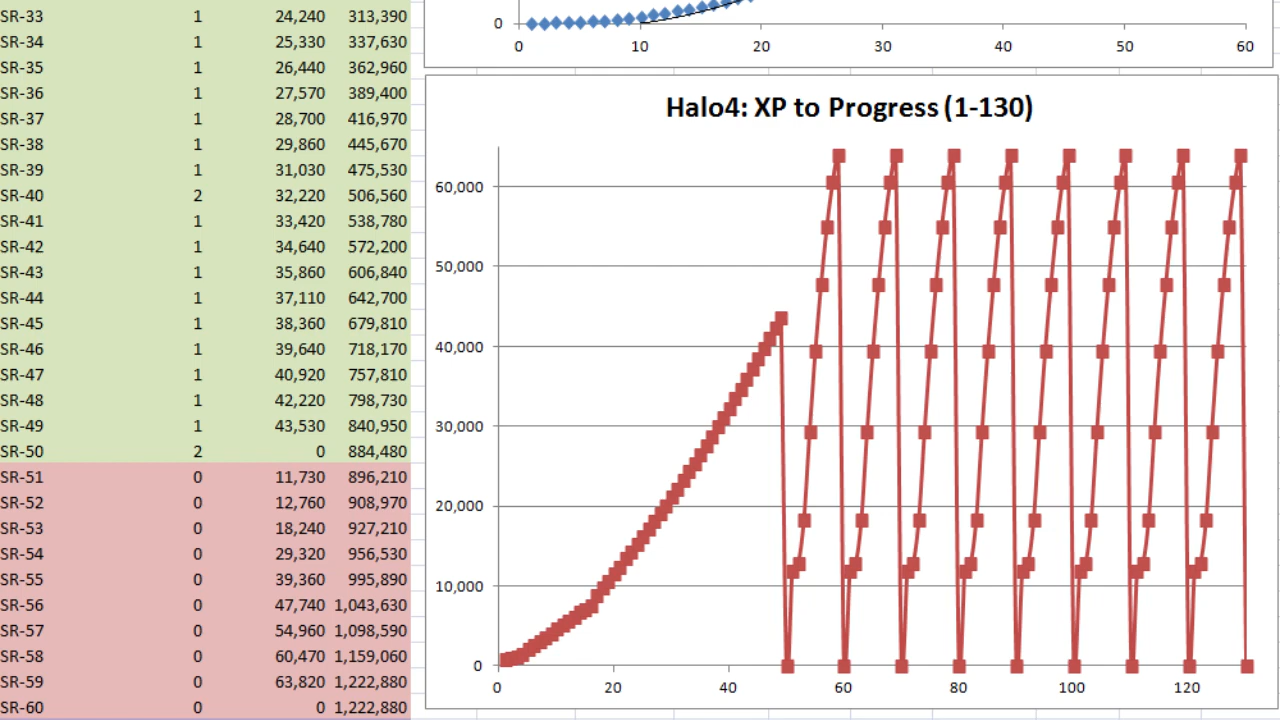 SR-33 1 24,240 313,390
SR-34 1 25,330 337,630
SR-35 1 26,440 362,960
SR-36 1 27,570 389,400
SR-37 1 28,700 416,970
SR-38 1 29,860 445,670
SR-39 1 31,030 475,530
SR-40 2 32,220 506,560
SR-41 1 33,420 538,780
SR-42 1 34,640 572,200
SR-43 1 35,860 606,840
SR-44 1 37,110 642,700
SR-45 1 38,360 679,810
SR-46 1 39,640 718,170
SR-47 1 40,920 757,810
SR-48 1 42,220 798,730
SR-49 1 43,530 840,950
SR-50 2 0 884,480
SR-51 0 11,730 896,210
SR-52 0 12,760 908,970
SR-53 0 18,240 927,210
SR-54 0 29,320 956,530
SR-55 0 39,360 995,890
SR-56 0 47,740 1,043,630
SR-57 0 54,960 1,098,590
SR-58 0 60,470 1,159,060
SR-59 0 63,820 1,222,880
SR-60 0 0 1,222,880
0
0 10 20 30 40 50 60
Halo4: XP to Progress (1-130)
60,000
50,000
40,000
30,000
20,000
10,000
0
0 20 40 60 80 100 120